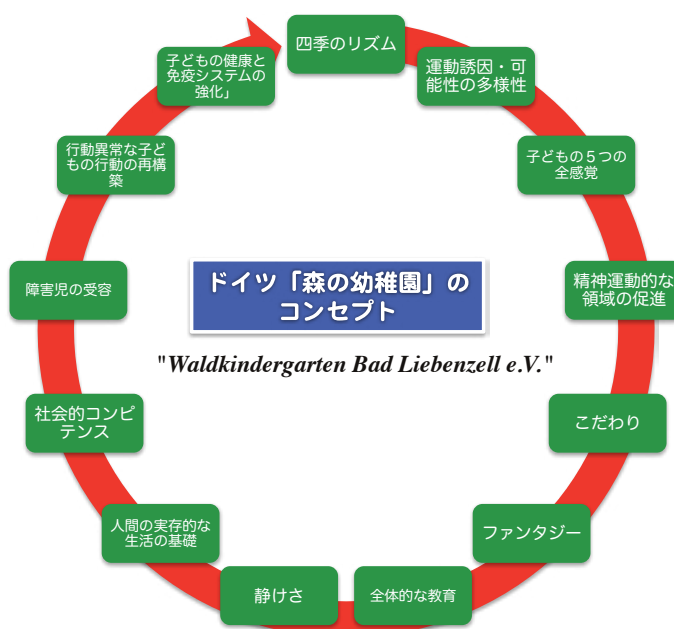 四季のリズム
運動誘因・可
能性の多様性
子どもの５つの
全感覚
精神運動的な
領域の促進
こだわり
ファンタジー
全体的な教育
静けさ
人間の実存的な
生活の基礎
社会的コンピ
テンス
障害児の受容
行動異常な子ど
もの行動の再構
築
子どもの健康と
免疫システムの
強化」
ドイツ「森の幼稚園」の
コンセプト
"Waldkindergarten Bad Liebenzell e.V."